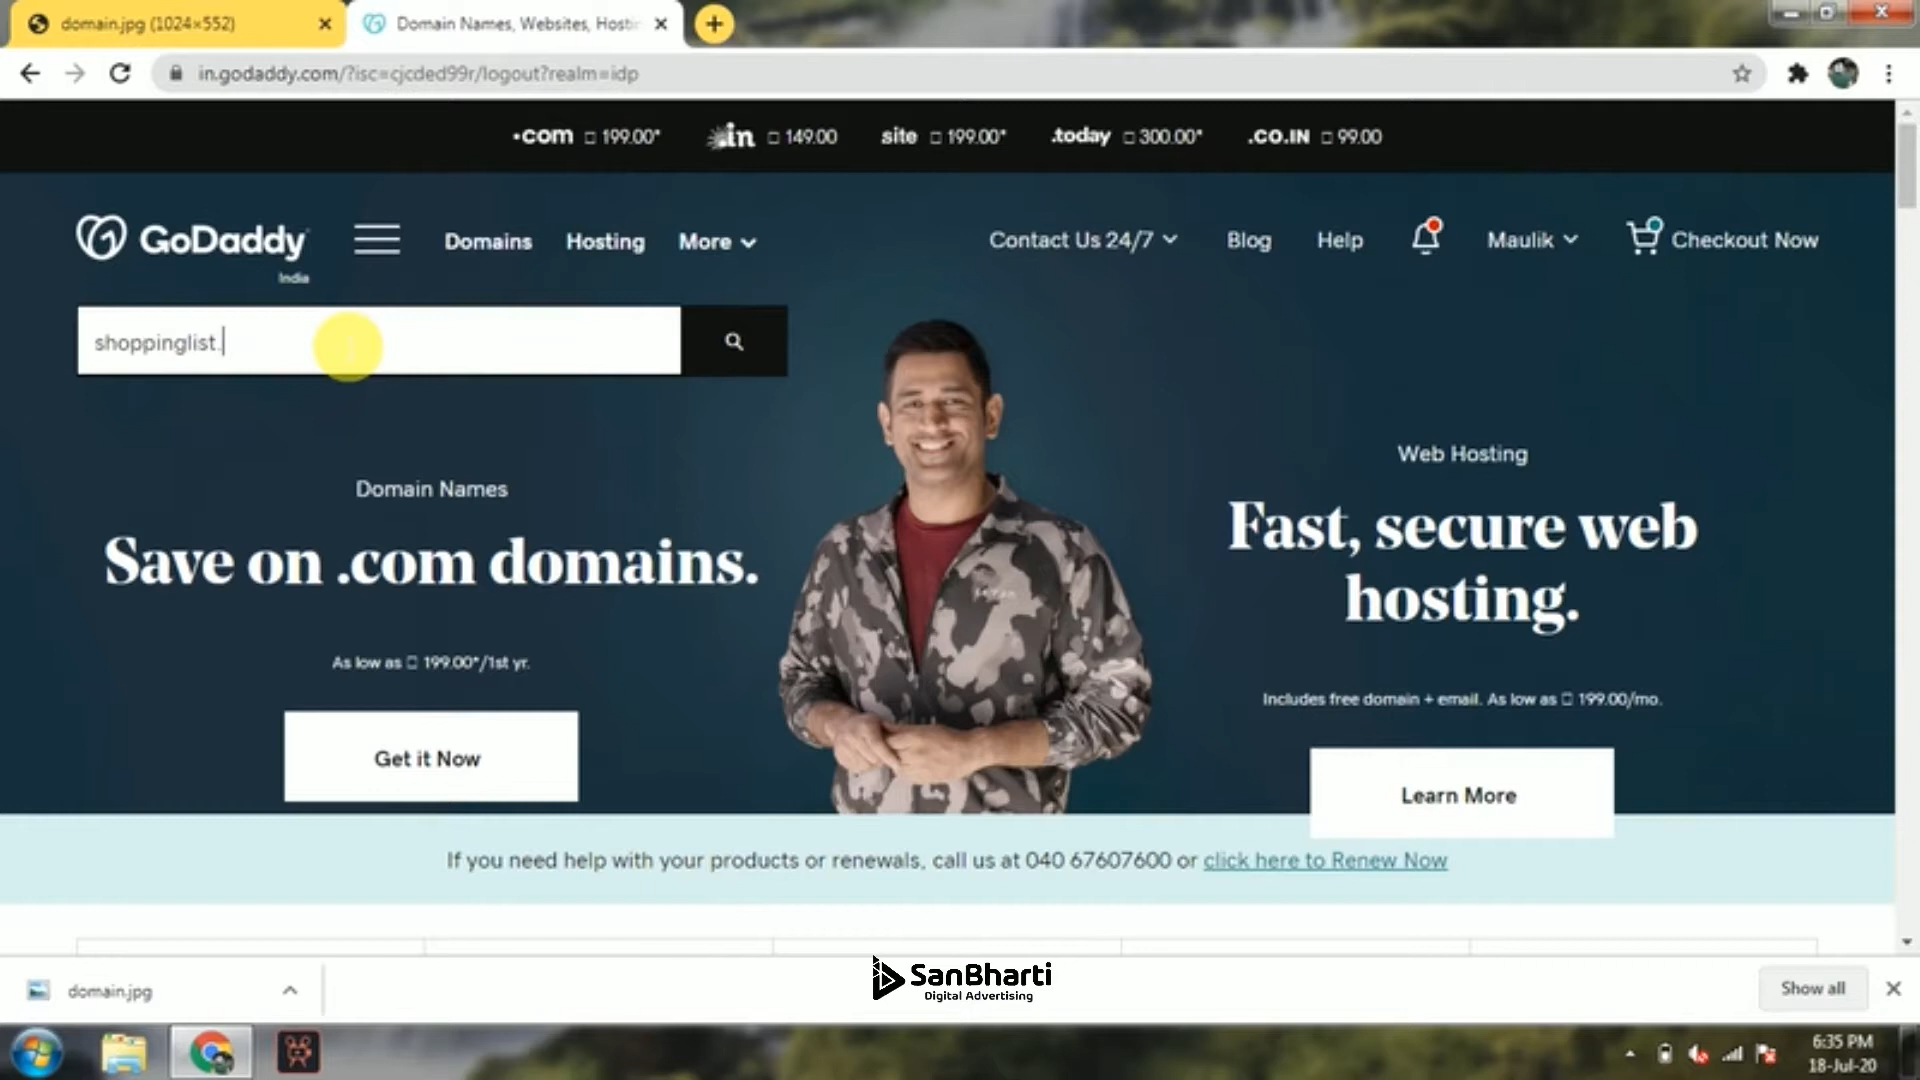 domain.jpg (1024×552)
Domain Names, Websites, Hosti
in.godaddy.com/?isc=cjcded99r/logout?realm=idp
.com 199.00*
.in 149.00
site 199.00*
.today 300.00*
.CO.IN 99.00
GoDaddy
India
Domains
Hosting
More
Contact Us 24/7
Blog
Help
Maulik
Checkout Now
shoppinglist.
Domain Names
Save on .com domains.
As low as 199.00*/1st yr.
Get it Now
Web Hosting
Fast, secure web
hosting.
Includes free domain + email. As low as 199.00/mo.
Learn More
If you need help with your products or renewals, call us at 040 67607600 or click here to Renew Now
domain.jpg
SanBharti
Digital Advertising
Show all
6:35 PM
18-Jul-20